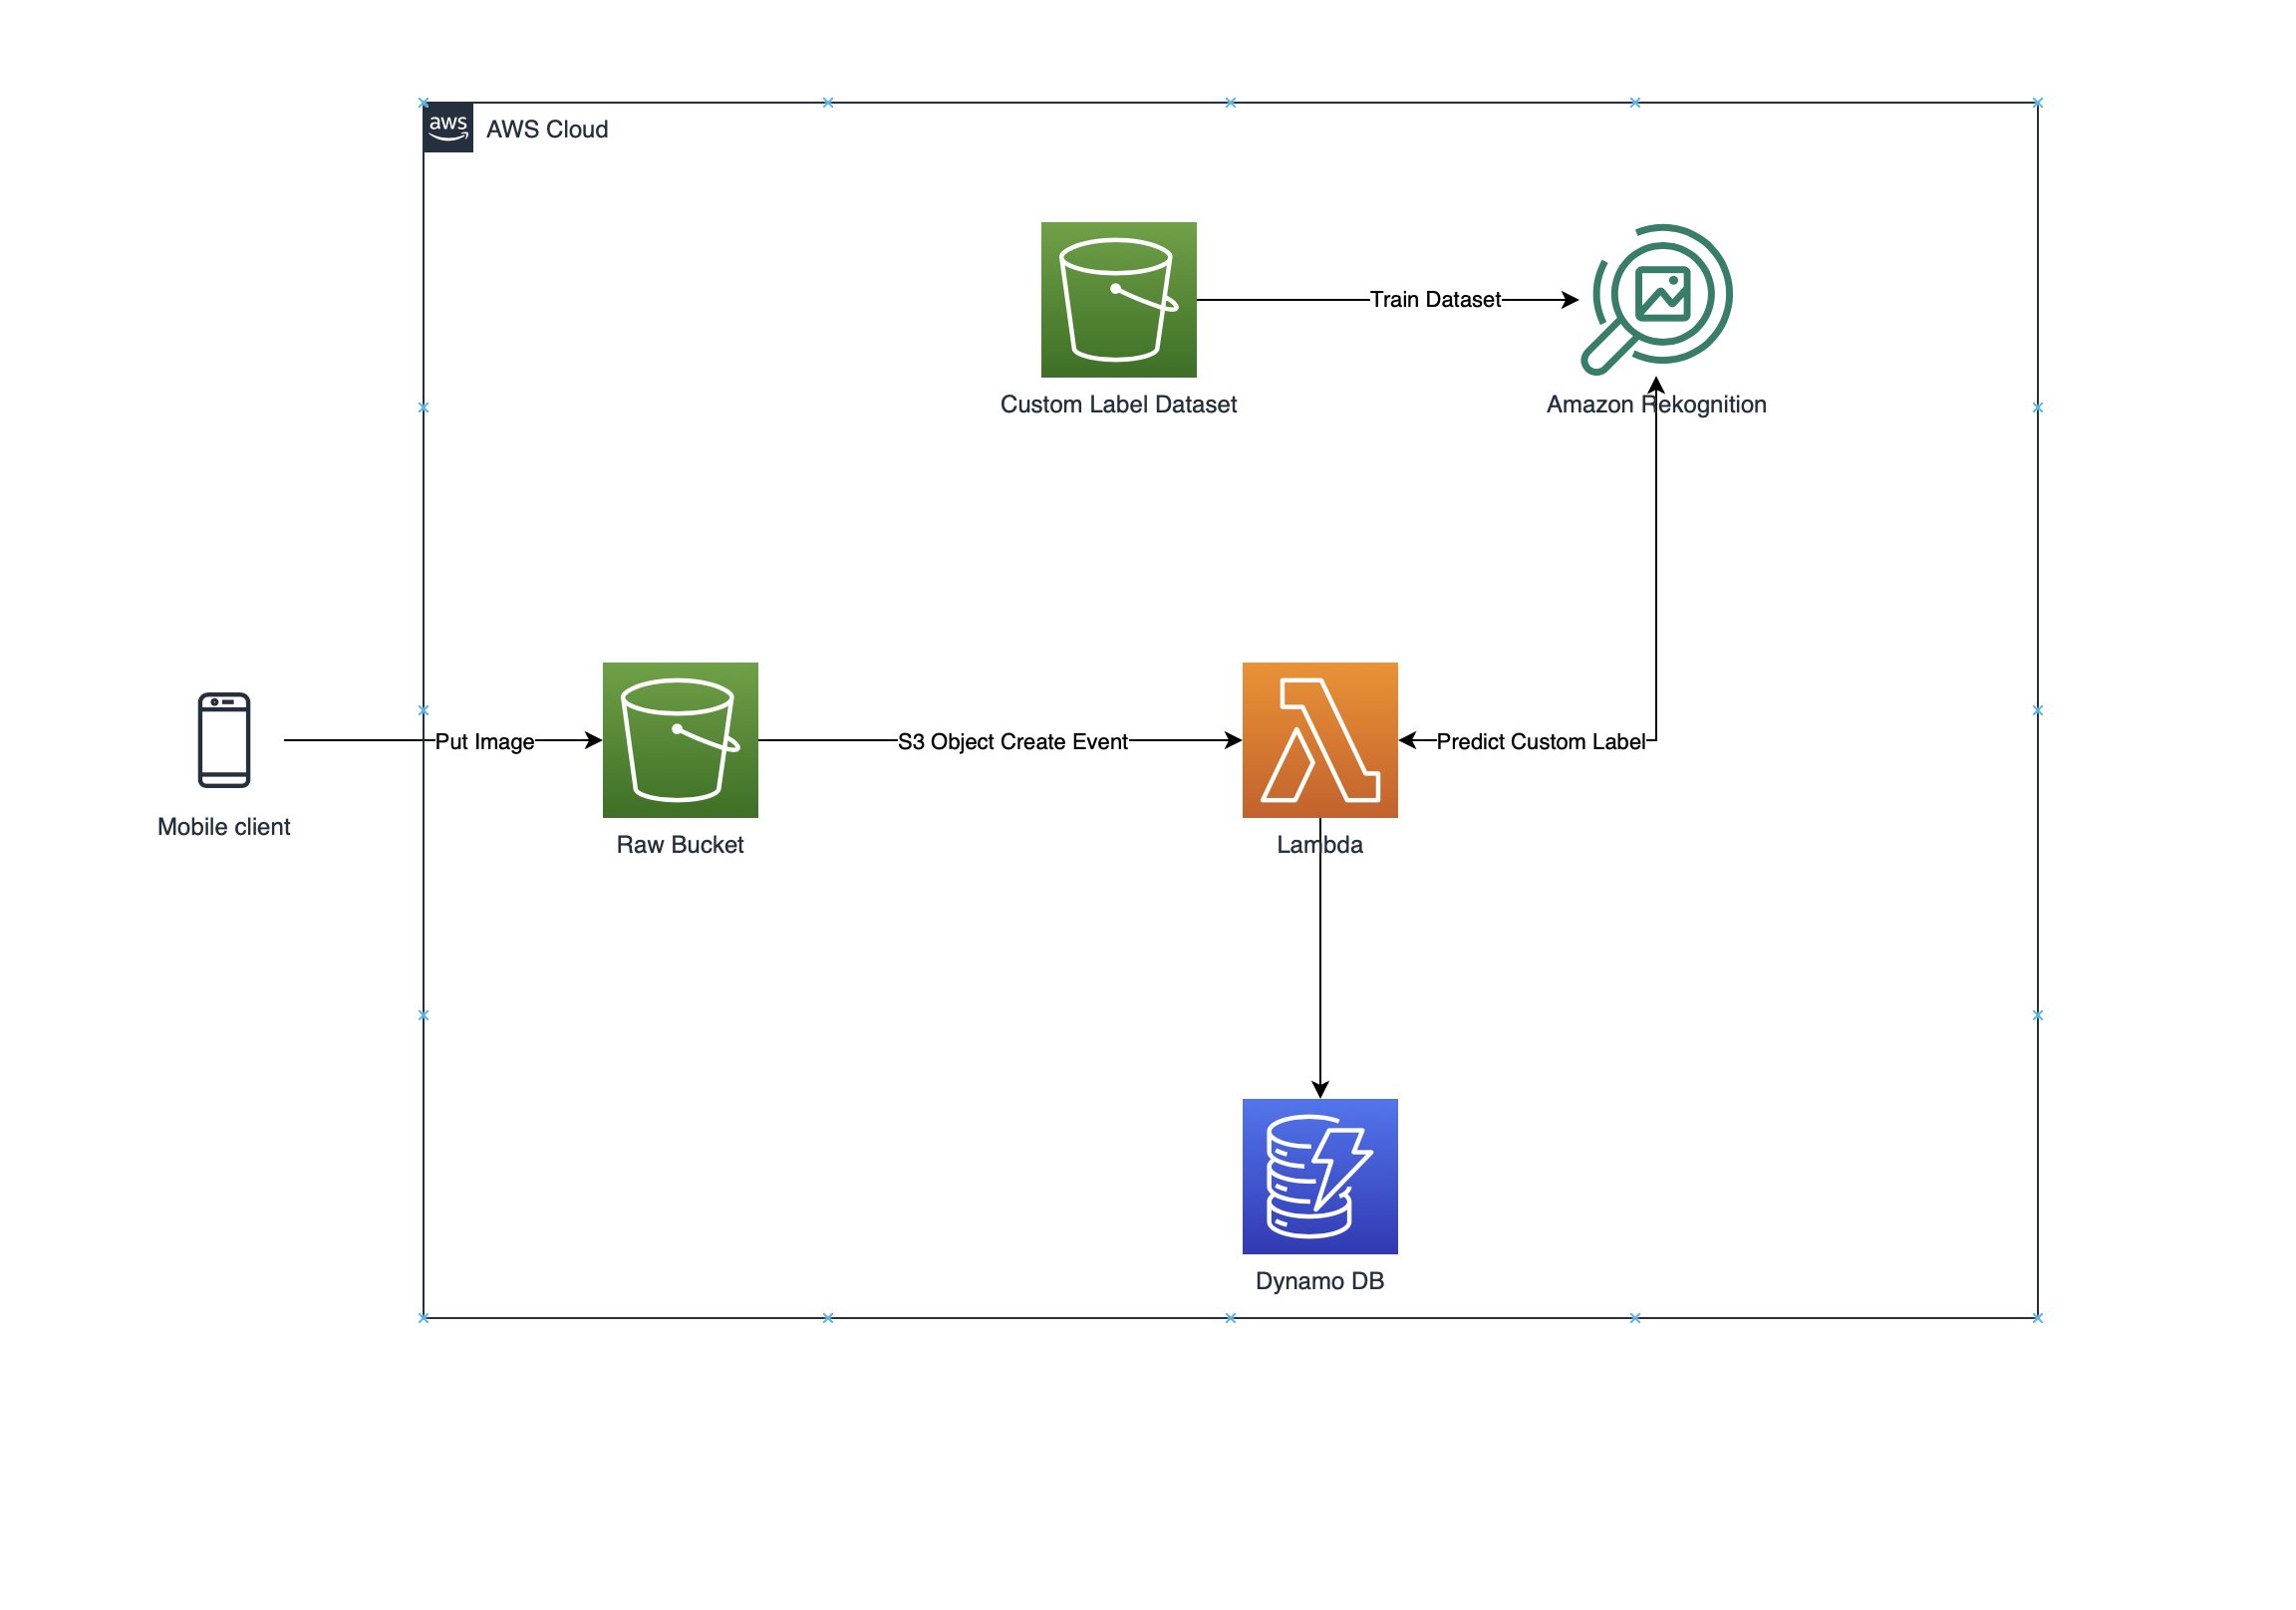 aws
AWS Cloud
Train Dataset
Custom Label Dataset
Amazon Rekognition
Put Image
S3 Object Create Event
Predict Custom Label
Mobile client
Raw Bucket
Lambda
Dynamo DB